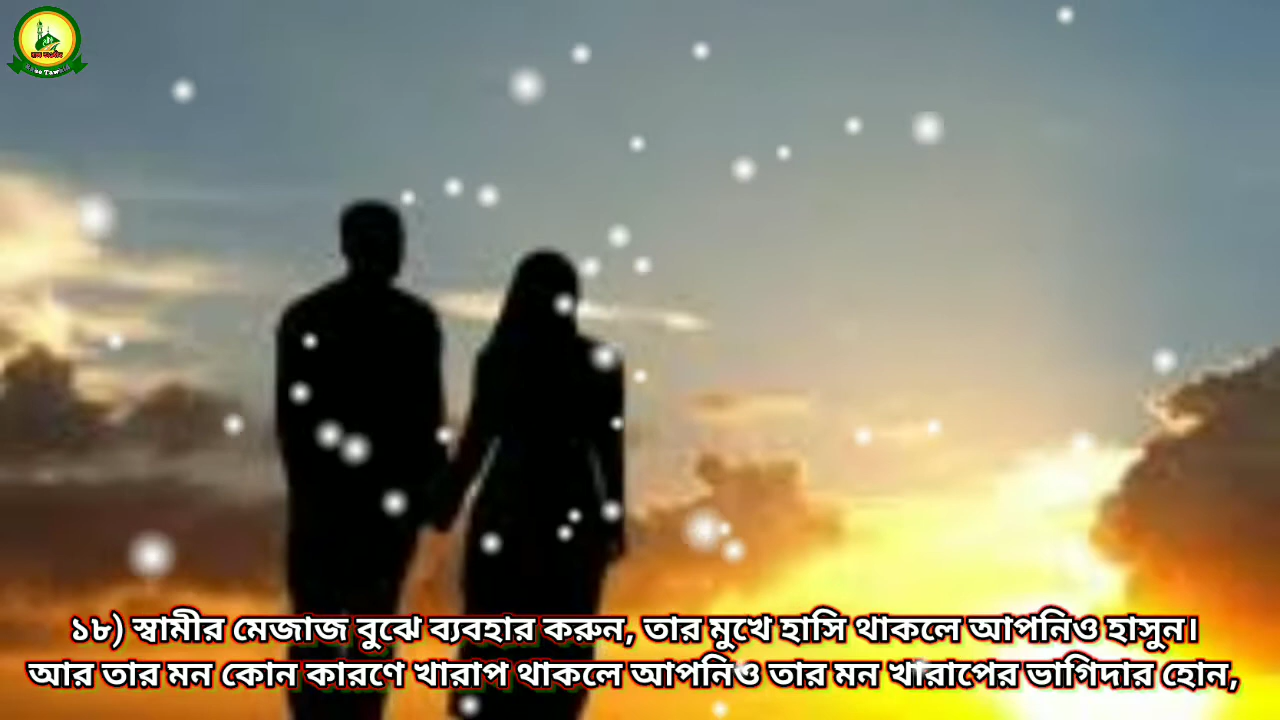 ১৮) স্বামীর মেজাজ বুঝে ব্যবহার করুন, তার মুখে হাসি থাকলে আপনিও হাসুন।
আর তার মন কোন কারণে খারাপ থাকলে আপনিও তার মন খারাপের ভাগিদার হোন,